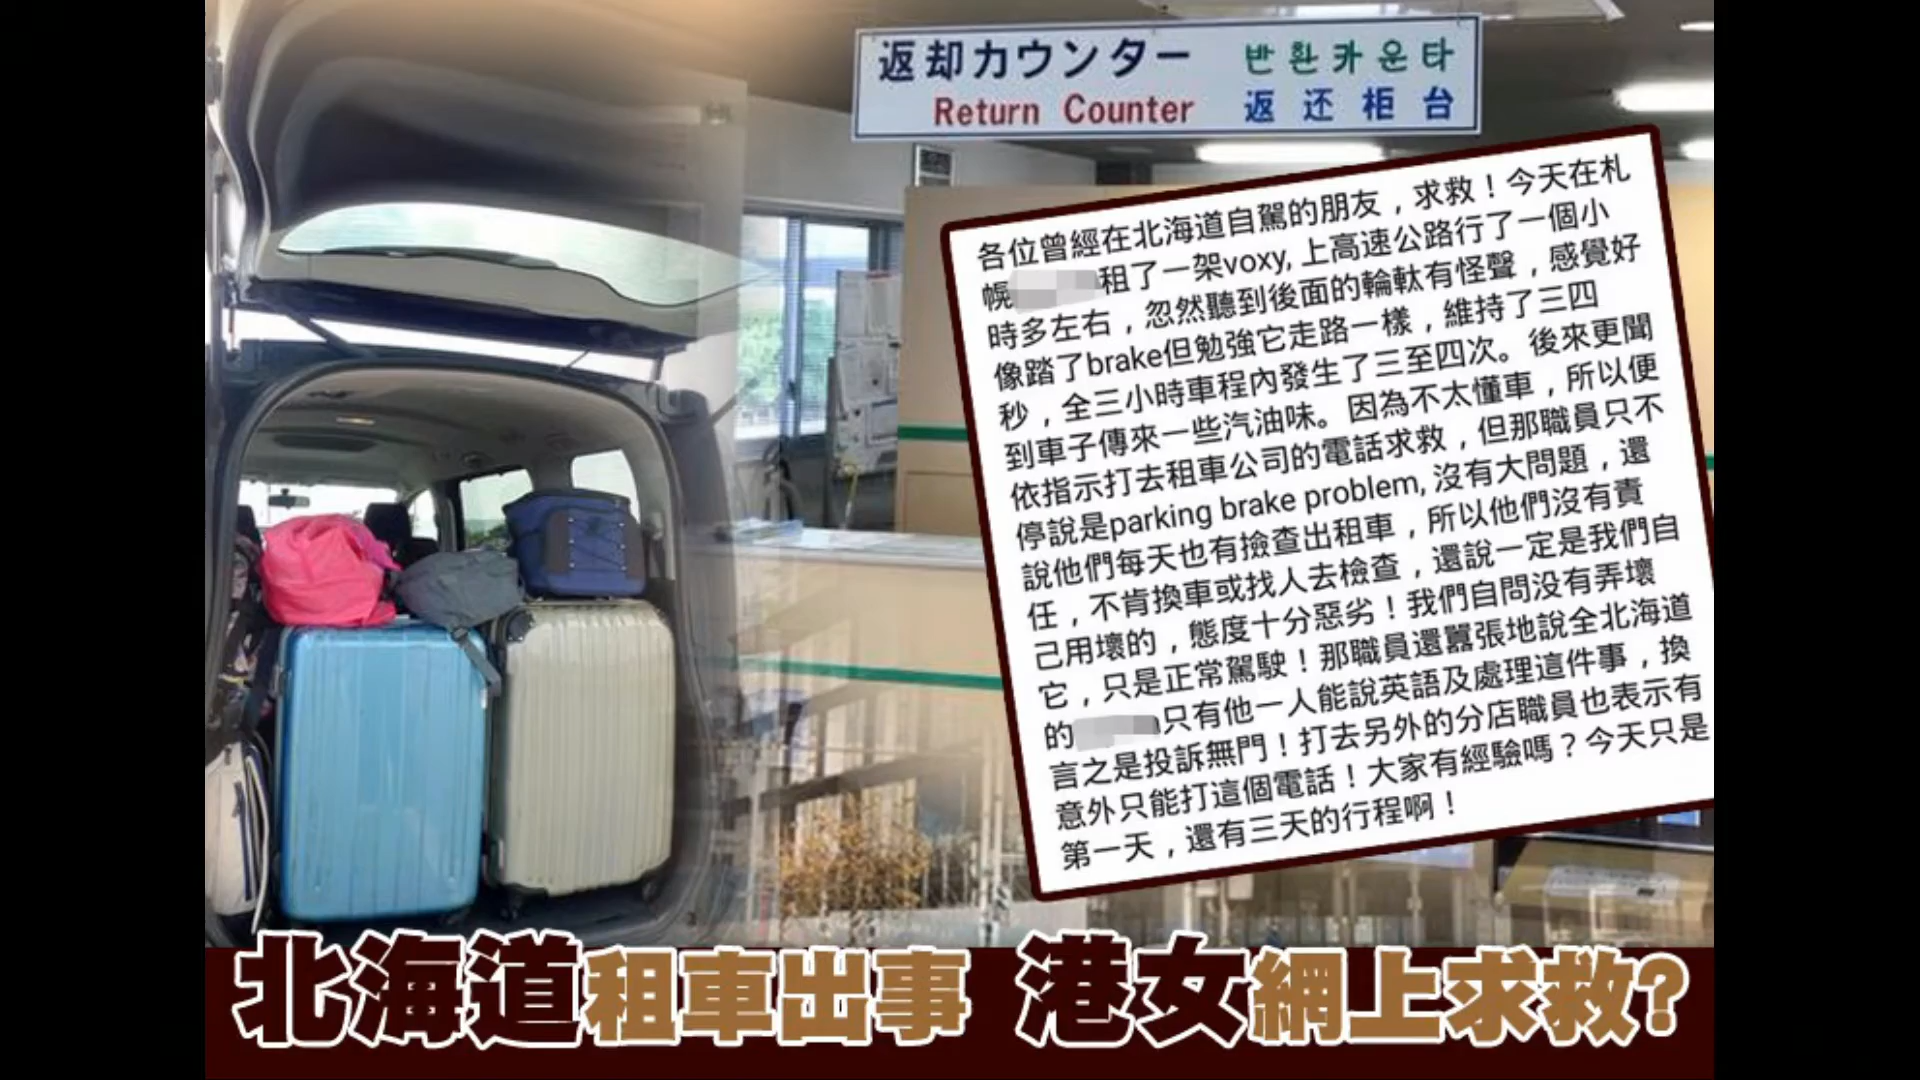 返却カウンター 반환카운타
Return Counter 返还柜台
各位曾經在北海道自駕的朋友，求救！今天在札
幌 租了一架voxy, 上高速公路行了一個小
時多左右，忽然聽到後面的輪軚有怪聲，感覺好
像踏了brake但勉強它走路一樣，維持了三四
秒，全三小時車程內發生了三至四次。後來更聞
到車子傳來一些汽油味。因為不太懂車，所以便
依指示打去租車公司的電話求救，但那職員只不
停說是parking brake problem, 沒有大問題，還
說他們每天也有撿查出租車，所以他們沒有責
任，不肯換車或找人去檢查，還說一定是我們自
己用壞的，態度十分惡劣！我們自問没有弄壞
它，只是正常駕駛！那職員還囂張地說全北海道
的 只有他一人能說英語及處理這件事，換
言之是投訴無門！打去另外的分店職員也表示有
意外只能打這個電話！大家有經驗嗎？今天只是
第一天，還有三天的行程啊！
北海道租車出事 港女網上求救?